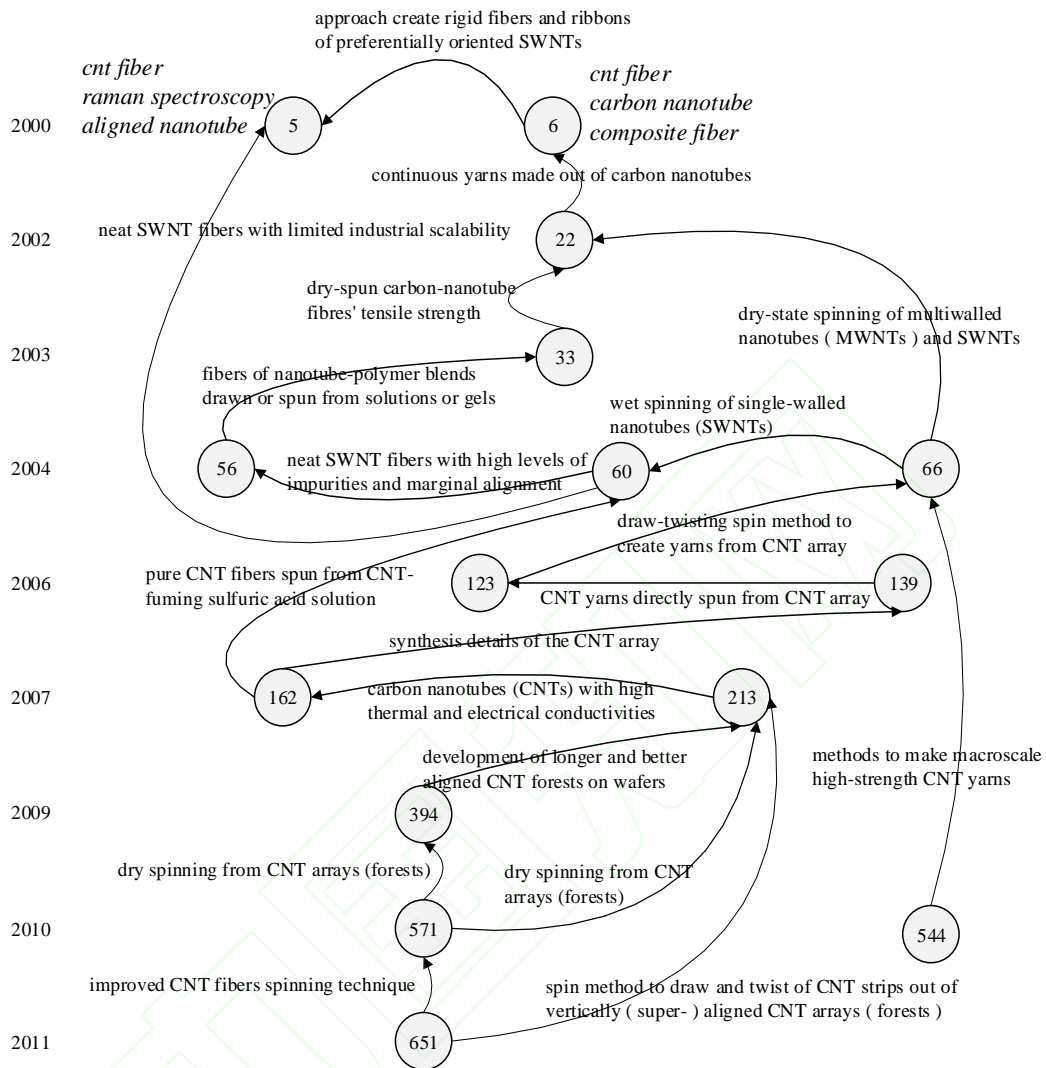 approach create rigid fibers and ribbons
of preferentially oriented SWNTs
cnt fiber
raman spectroscopy
aligned nanotube
cnt fiber
carbon nanotube
composite fiber
2000
5
6
continuous yarns made out of carbon nanotubes
2002
neat SWNT fibers with limited industrial scalability
22
dry-spun carbon-nanotube
fibres' tensile strength
dry-state spinning of multiwalled
nanotubes ( MWNTs ) and SWNTs
2003
33
fibers of nanotube-polymer blends
drawn or spun from solutions or gels
wet spinning of single-walled
nanotubes (SWNTs)
2004
56
neat SWNT fibers with high levels of
impurities and marginal alignment
60
66
draw-twisting spin method to
create yarns from CNT array
2006
pure CNT fibers spun from CNT-
fuming sulfuric acid solution
123
139
CNT yarns directly spun from CNT array
synthesis details of the CNT array
2007
162
carbon nanotubes (CNTs) with high
thermal and electrical conductivities
213
development of longer and better
aligned CNT forests on wafers
methods to make macroscale
high-strength CNT yarns
2009
394
dry spinning from CNT arrays (forests)
dry spinning from CNT
arrays (forests)
2010
571
544
improved CNT fibers spinning technique
spin method to draw and twist of CNT strips out of
vertically ( super- ) aligned CNT arrays ( forests )
2011
651